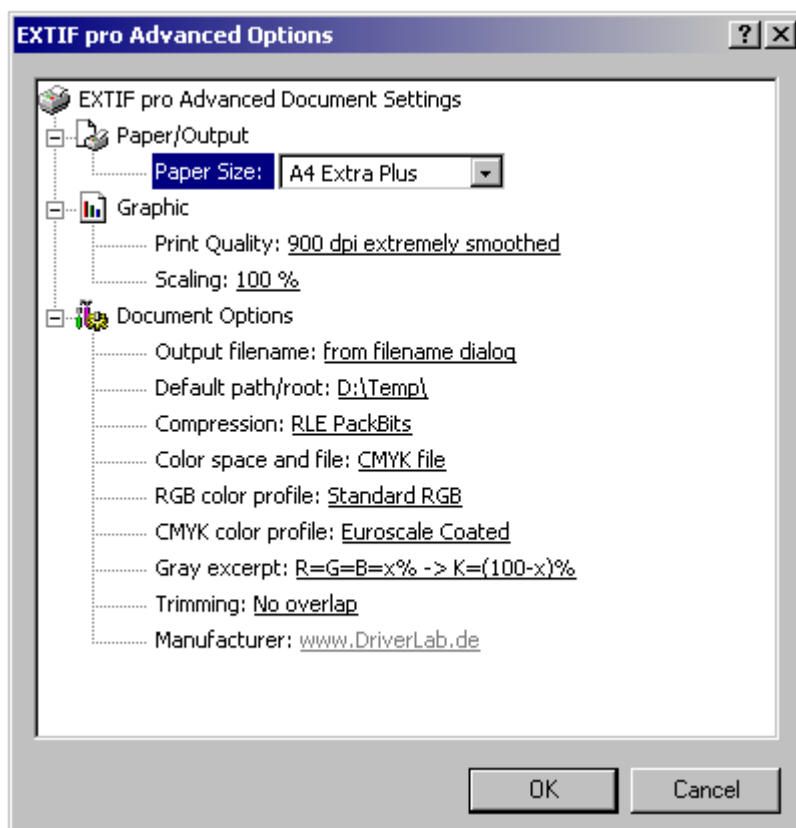 EXTIF pro Advanced Options
EXTIF pro Advanced Document Settings
Paper/Output
Paper Size: A4 Extra Plus
Graphic
Print Quality: 900 dpi extremely smoothed
Scaling: 100 %
Document Options
Output filename: from filename dialog
Default path/root: D:\Temp\
Compression: RLE PackBits
Color space and file: CMYK file
RGB color profile: Standard RGB
CMYK color profile: Euroscale Coated
Gray excerpt: R=G=B=x% -> K=(100-x)%
Trimming: No overlap
Manufacturer: www.DriverLab.de
OK Cancel